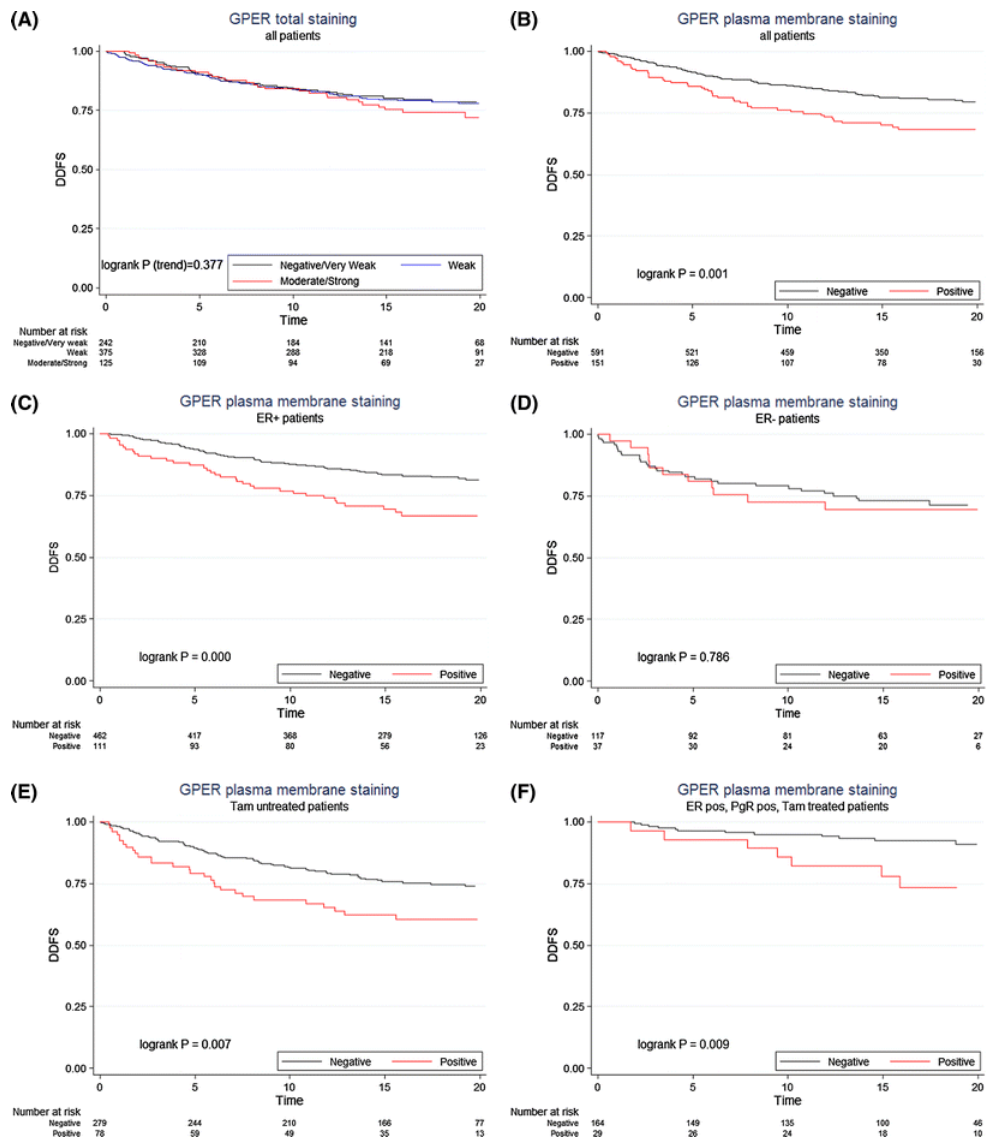 (A)
GPER total staining
all patients
1.00
0.75
0.50
0.25
0.00
DDFS
logrank P (trend)=0.377
Negative/Very Weak
Weak
Moderate/Strong
0 5 10 15 20
Time
Number at risk
Negative/Very weak 242 210 184 141 68
Weak 375 328 288 218 91
Moderate/Strong 125 109 94 69 27
(B)
GPER plasma membrane staining
all patients
1.00
0.75
0.50
0.25
0.00
DDFS
logrank P = 0.001
Negative Positive
0 5 10 15 20
Time
Number at risk
Negative 591 521 459 350 156
Positive 151 126 107 78 30
(C)
GPER plasma membrane staining
ER+ patients
1.00
0.75
0.50
0.25
0.00
DDFS
logrank P = 0.000
Negative Positive
0 5 10 15 20
Time
Number at risk
Negative 462 417 368 279 126
Positive 111 93 80 56 23
(D)
GPER plasma membrane staining
ER- patients
1.00
0.75
0.50
0.25
0.00
DDFS
logrank P = 0.786
Negative Positive
0 5 10 15 20
Time
Number at risk
Negative 117 92 81 63 27
Positive 37 30 24 20 6
(E)
GPER plasma membrane staining
Tam untreated patients
1.00
0.75
0.50
0.25
0.00
DDFS
logrank P = 0.007
Negative Positive
0 5 10 15 20
Time
Number at risk
Negative 279 244 210 166 77
Positive 78 59 49 35 13
(F)
GPER plasma membrane staining
ER pos, PgR pos, Tam treated patients
1.00
0.75
0.50
0.25
0.00
DDFS
logrank P = 0.009
Negative Positive
0 5 10 15 20
Time
Number at risk
Negative 164 149 135 100 46
Positive 29 26 24 18 10